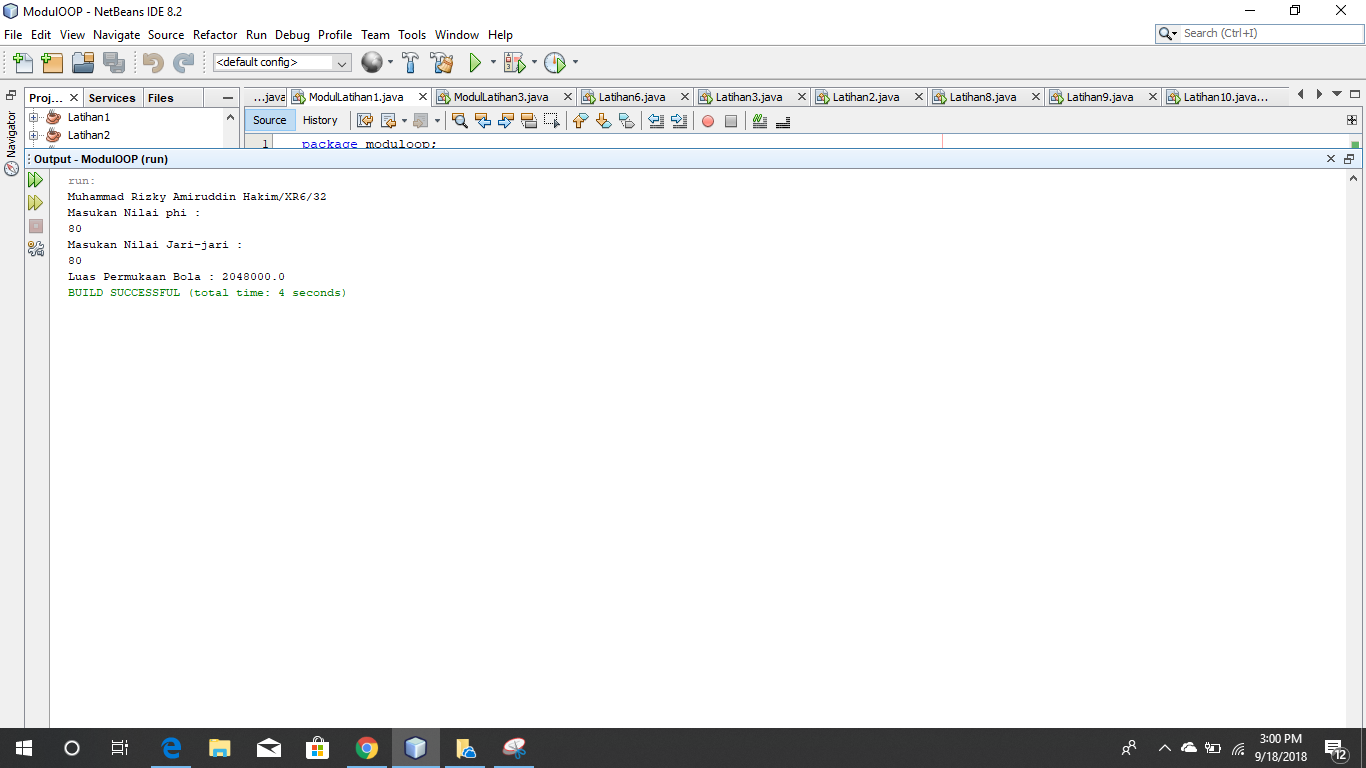 ModulOOP - NetBeans IDE 8.2
File Edit View Navigate Source Refactor Run Debug Profile Team Tools Window Help
Search (Ctrl+I)
<default config>
Navigator
Proj... Services Files
...java ModulLatihan1.java ModulLatihan3.java Latihan6.java Latihan3.java Latihan2.java Latihan8.java Latihan9.java Latihan10.java...
Latihan1
Latihan2
Source History
1 package moduloop;
Output - ModulOOP (run)
run:
Muhammad Rizky Amiruddin Hakim/XR6/32
Masukan Nilai phi :
80
Masukan Nilai Jari-jari :
80
Luas Permukaan Bola : 2048000.0
BUILD SUCCESSFUL (total time: 4 seconds)
3:00 PM
9/18/2018
12